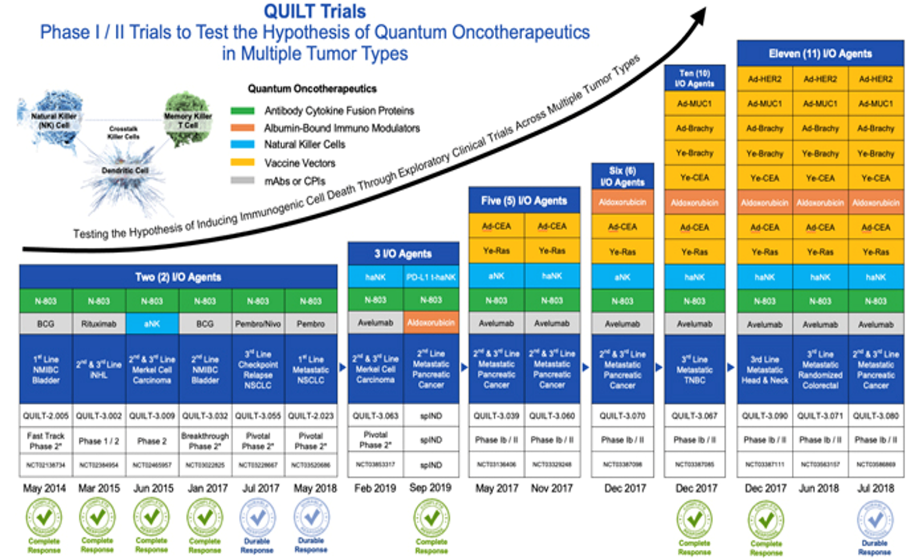 QUILT Trials
Phase I / II Trials to Test the Hypothesis of Quantum Oncotherapeutics
in Multiple Tumor Types
Natural Killer
(NK) Cell
Memory Killer
T Cell
Crosstalk
Killer Cells
Dendritic Cell
Quantum Oncotherapeutics
Antibody Cytokine Fusion Proteins
Albumin-Bound Immuno Modulators
Natural Killer Cells
Vaccine Vectors
mAbs or CPIs
Testing the Hypothesis of Inducing Immunogenic Cell Death Through Exploratory Clinical Trials Across Multiple Tumor Types
Two (2) I/O Agents
N-803 N-803 N-803 N-803 N-803 N-803
BCG Rituximab aNK BCG Pembro/Nivo Pembro
1st Line
NMIBC
Bladder
2nd & 3rd Line
iNHL
2nd & 3rd Line
Merkel Cell
Carcinoma
2nd Line
NMIBC
Bladder
3rd Line
Checkpoint
Relapse
NSCLC
1st Line
Metastatic
NSCLC
QUILT-2.005 QUILT-3.002 QUILT-3.009 QUILT-3.032 QUILT-3.055 QUILT-2.023
Fast Track
Phase 2*
Phase 1 / 2
Phase 2
Breakthrough
Phase 2*
Pivotal
Phase 2*
Pivotal
Phase 2*
NCT02138734 NCT02384954 NCT02465957 NCT03022825 NCT03228667 NCT03520686
May 2014 Mar 2015 Jun 2015 Jan 2017 Jul 2017 May 2018
Complete
Response
Complete
Response
Complete
Response
Complete
Response
Durable
Response
Durable
Response
3 I/O Agents
haNK PD-L1 t-haNK
N-803 N-803
Avelumab Aldoxorubicin
2nd & 3rd Line
Merkel Cell
Carcinoma
2nd Line
Metastatic
Pancreatic
Cancer
QUILT-3.063 spIND
Pivotal
Phase 2*
spIND
NCT03853317 spIND
Feb 2019 Sep 2019
Complete
Response
Five (5) I/O Agents
Ad-CEA Ad-CEA
Ye-Ras Ye-Ras
aNK haNK
N-803 N-803
Avelumab Avelumab
2nd & 3rd Line
Metastatic
Pancreatic
Cancer
2nd & 3rd Line
Metastatic
Pancreatic
Cancer
QUILT-3.039 QUILT-3.060
Phase Ib / II Phase Ib / II
NCT03136406 NCT03329248
May 2017 Nov 2017
Six (6)
I/O Agents
Aldoxorubicin
Ad-CEA
Ye-Ras
aNK
N-803
Avelumab
2nd & 3rd Line
Metastatic
Pancreatic
Cancer
QUILT-3.070
Phase Ib / II
NCT03387098
Dec 2017
Ten (10)
I/O Agents
Ad-MUC1
Ad-Brachy
Ye-Brachy
Ye-CEA
Aldoxorubicin
Ad-CEA
Ye-Ras
haNK
N-803
Avelumab
3rd Line
Metastatic
TNBC
QUILT-3.067
Phase Ib / II
NCT03387085
Dec 2017
Complete
Response
Eleven (11) I/O Agents
Ad-HER2 Ad-HER2 Ad-HER2
Ad-MUC1 Ad-MUC1 Ad-MUC1
Ad-Brachy Ad-Brachy Ad-Brachy
Ye-Brachy Ye-Brachy Ye-Brachy
Ye-CEA Ye-CEA Ye-CEA
Aldoxorubicin Aldoxorubicin Aldoxorubicin
Ad-CEA Ad-CEA Ad-CEA
Ye-Ras Ye-Ras Ye-Ras
haNK haNK haNK
N-803 N-803 N-803
Avelumab Avelumab Avelumab
3rd Line
Metastatic
Head & Neck
3rd Line
Metastatic
Randomized
Colorectal
2nd & 3rd Line
Metastatic
Pancreatic
Cancer
QUILT-3.090 QUILT-3.071 QUILT-3.080
Phase Ib / II Phase Ib / II Phase Ib / II
NCT03387111 NCT03563157 NCT03586869
Dec 2017 Jun 2018 Jul 2018
Complete
Response
Durable
Response